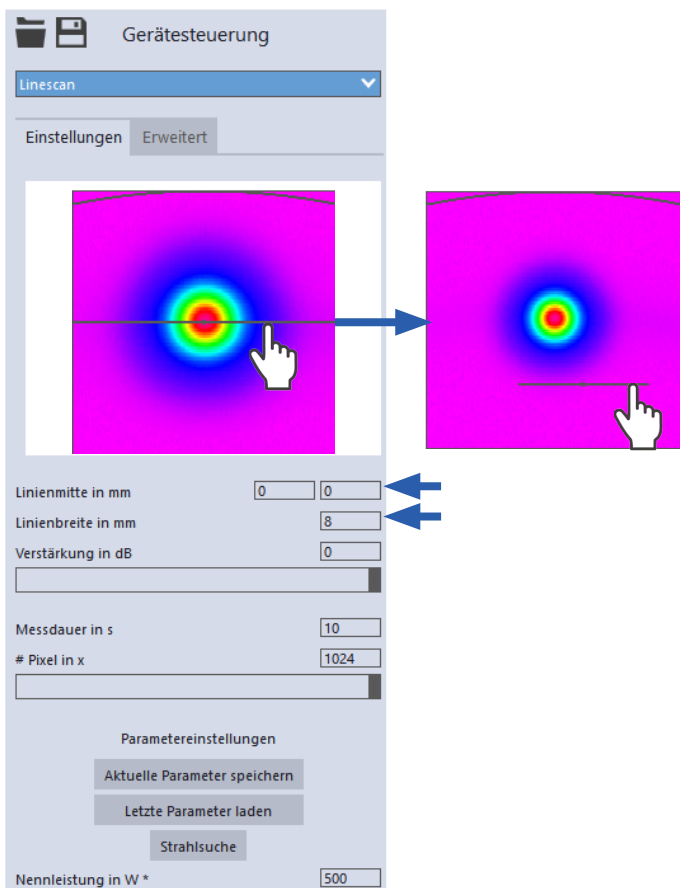 Gerätesteuerung
Linescan
Einstellungen Erweitert
Linienmitte in mm 0 0
Linienbreite in mm 8
Verstärkung in dB 0
Messdauer in s 10
# Pixel in x 1024
Parametereinstellungen
Aktuelle Parameter speichern
Letzte Parameter laden
Strahlsuche
Nennleistung in W * 500